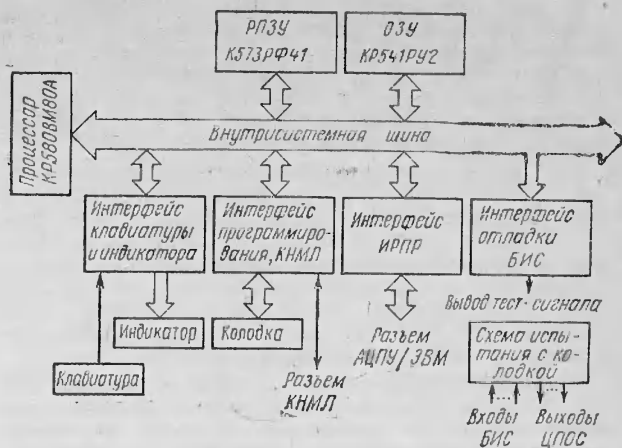 РПЗУ
К573РФ41
ОЗУ
КР541РУ2
Процессор
КР580ВМ80А
Внутрисистемная шина
Интерфейс
клавиатуры
и индикатора
Интерфейс
программиро-
вания, КНМЛ
Интерфейс
ИРПР
Интерфейс
отладки
БИС
Вывод тест-сигнала
Индикатор
Колодка
Разъем
АЦПУ/ЭВМ
Схема испы-
тания с ко-
лодкой
Клавиатура
Разъем
КНМЛ
Входы
БИС
Выходы
ЦПОС